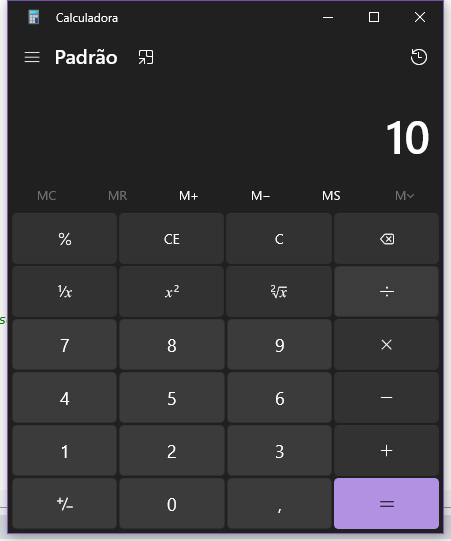 Calculadora
Padrão
10
MC MR M+ M− MS M
% CE C
¹/x x² ²√x ÷
7 8 9 ×
4 5 6 −
1 2 3 +
+/− 0 , =
s